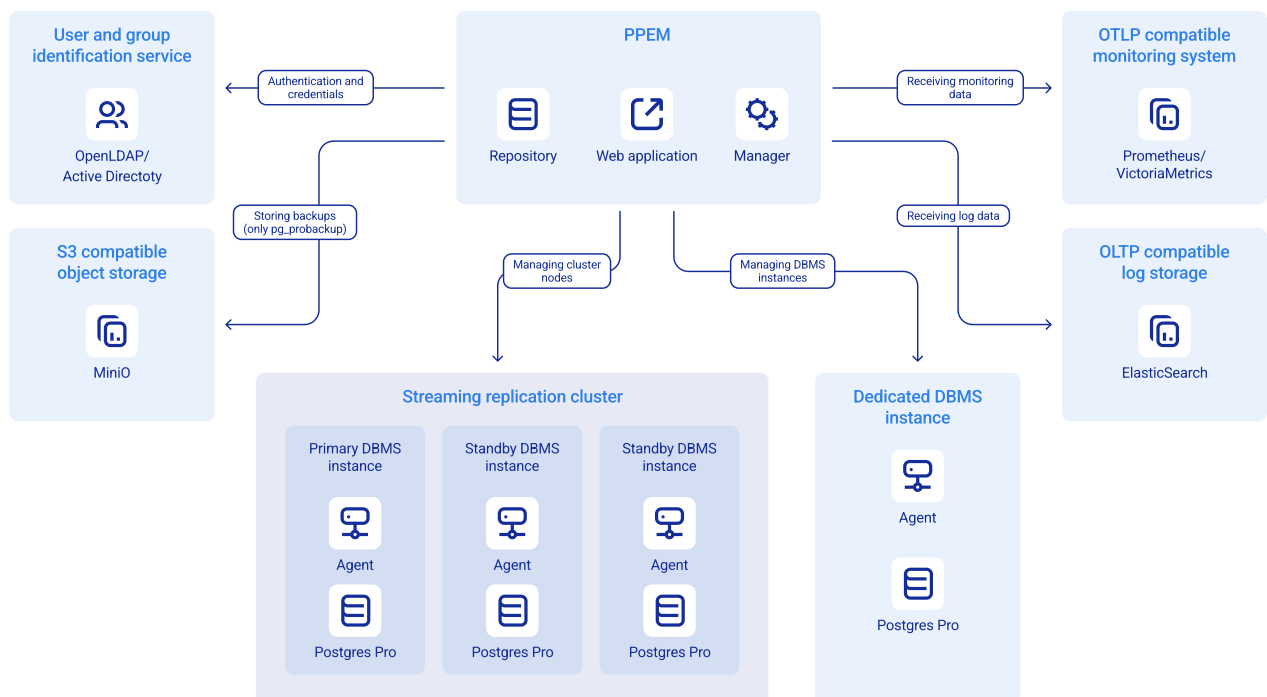 User and group
identification service
OpenLDAP/
Active Directoty
Authentication and
credentials
PPEM
Repository
Web application
Manager
Receiving monitoring
data
OTLP compatible
monitoring system
Prometheus/
VictoriaMetrics
Storing backups
(only pg_probackup)
Receiving log data
S3 compatible
object storage
MiniO
Managing cluster
nodes
Managing DBMS
instances
OLTP compatible
log storage
ElasticSearch
Streaming replication cluster
Primary DBMS
instance
Agent
Postgres Pro
Standby DBMS
instance
Agent
Postgres Pro
Standby DBMS
instance
Agent
Postgres Pro
Dedicated DBMS
instance
Agent
Postgres Pro